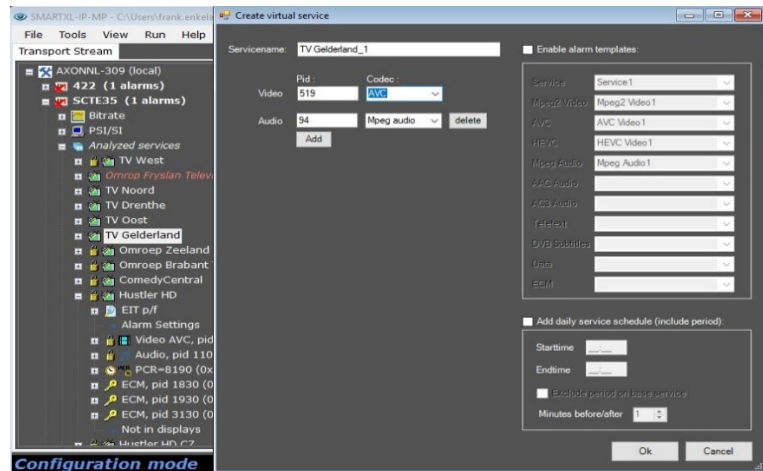 SMARTXL-IP-MP - C:\Users\frank.enkela
File Tools View Run Help
Transport Stream
AXONNL-309 (local)
422 (1 alarms)
SCTE35 (1 alarms)
Bitrate
PSI/SI
Analyzed services
TV West
Omrop Fryslan Telev
TV Noord
TV Drenthe
TV Oost
TV Gelderland
Omroep Zeeland
Omroep Brabant
ComedyCentral
Hustler HD
EIT p/f
Alarm Settings
Video AVC, pid
Audio, pid 110
PCR=8190 (0x
ECM, pid 1830 (0
ECM, pid 1930 (0
ECM, pid 3130 (0
Not in displays
Hustler HD CZ
Configuration mode
Create virtual service
Servicename: TV Gelderland_1
Pid : Codec :
Video 519 AVC
Audio 94 Mpeg audio delete
Add
Enable alarm templates:
Service Service1
Mpeg2 Video Mpeg2 Video1
AVC AVC Video1
HEVC HEVC Video1
Mpeg Audio Mpeg Audio1
AAC Audio
AC3 Audio
Teletext
DVB Subtitles
Data
ECM
Add daily service schedule (include period):
Starttime __:__
Endtime __:__
Exclude period on base service
Minutes before/after 1
Ok Cancel